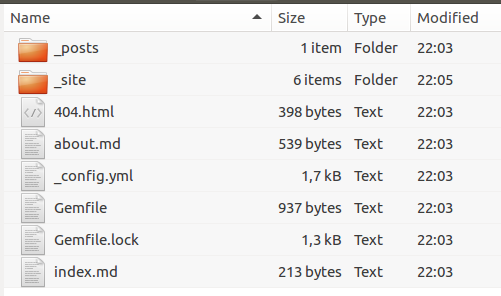 Name Size Type Modified
_posts 1 item Folder 22:03
_site 6 items Folder 22:05
404.html 398 bytes Text 22:03
about.md 539 bytes Text 22:03
_config.yml 1,7 kB Text 22:03
Gemfile 937 bytes Text 22:03
Gemfile.lock 1,3 kB Text 22:03
index.md 213 bytes Text 22:03